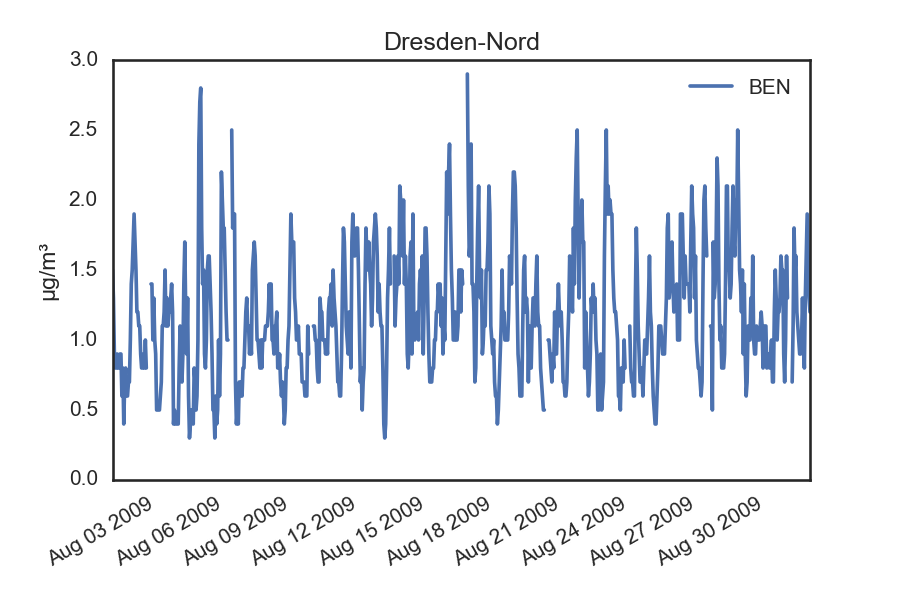 Dresden-Nord
BEN
µg/m³
3.0
2.5
2.0
1.5
1.0
0.5
0.0
Aug 03 2009
Aug 06 2009
Aug 09 2009
Aug 12 2009
Aug 15 2009
Aug 18 2009
Aug 21 2009
Aug 24 2009
Aug 27 2009
Aug 30 2009